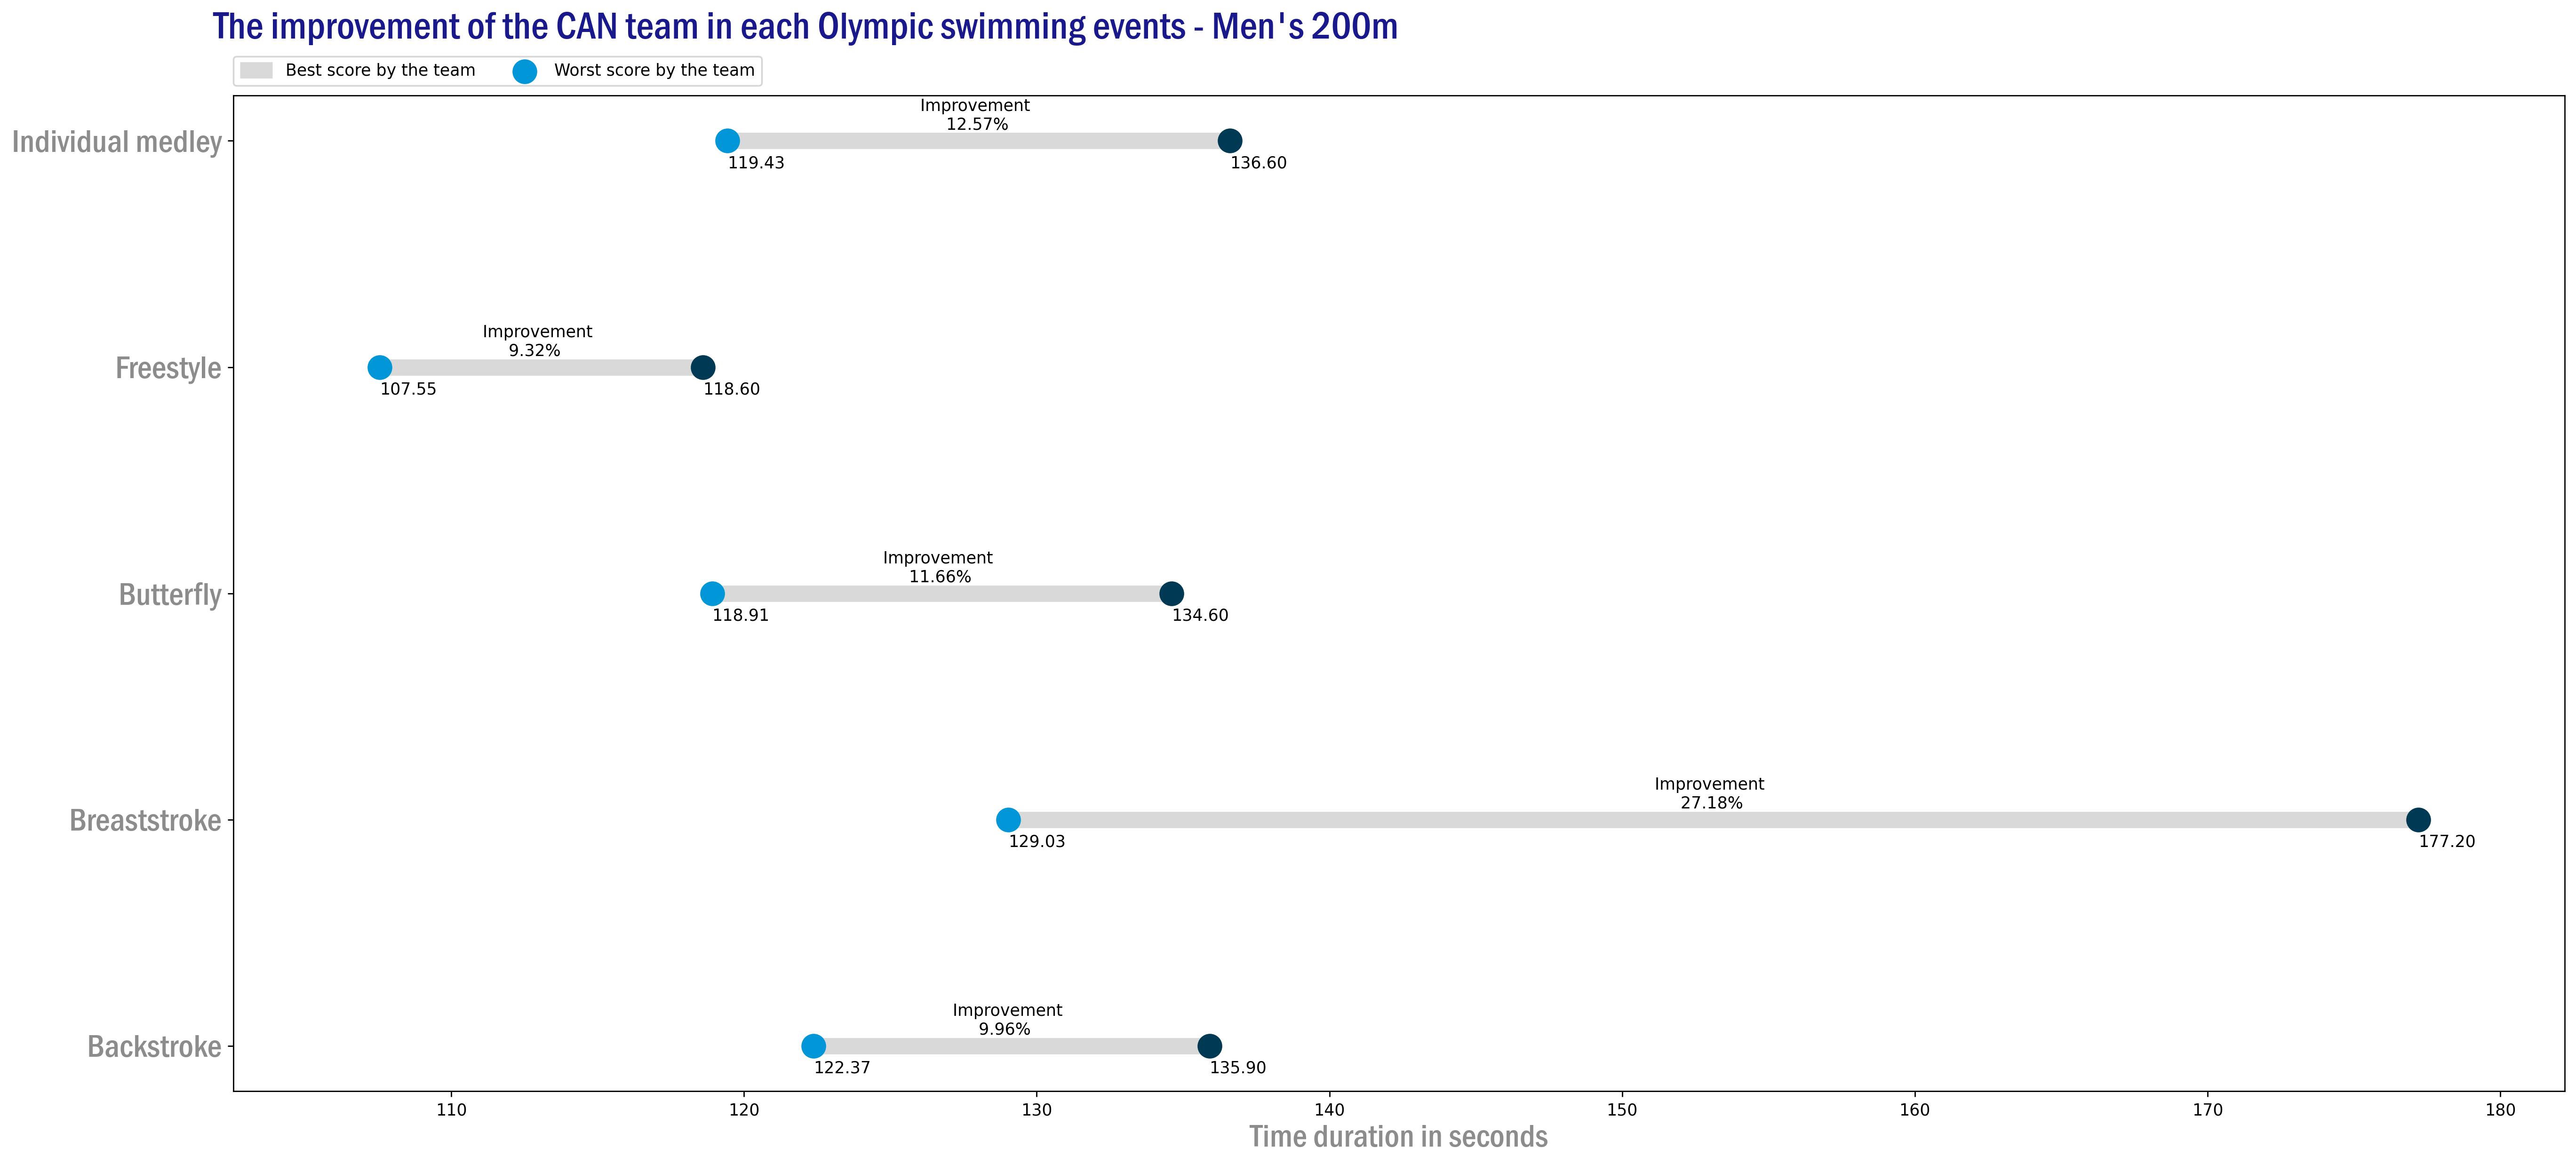 The improvement of the CAN team in each Olympic swimming events - Men's 200m
Best score by the team
Worst score by the team
Individual medley
Improvement
12.57%
119.43
136.60
Freestyle
Improvement
9.32%
107.55
118.60
Butterfly
Improvement
11.66%
118.91
134.60
Breaststroke
Improvement
27.18%
129.03
177.20
Backstroke
Improvement
9.96%
122.37
135.90
110 120 130 140 150 160 170 180
Time duration in seconds